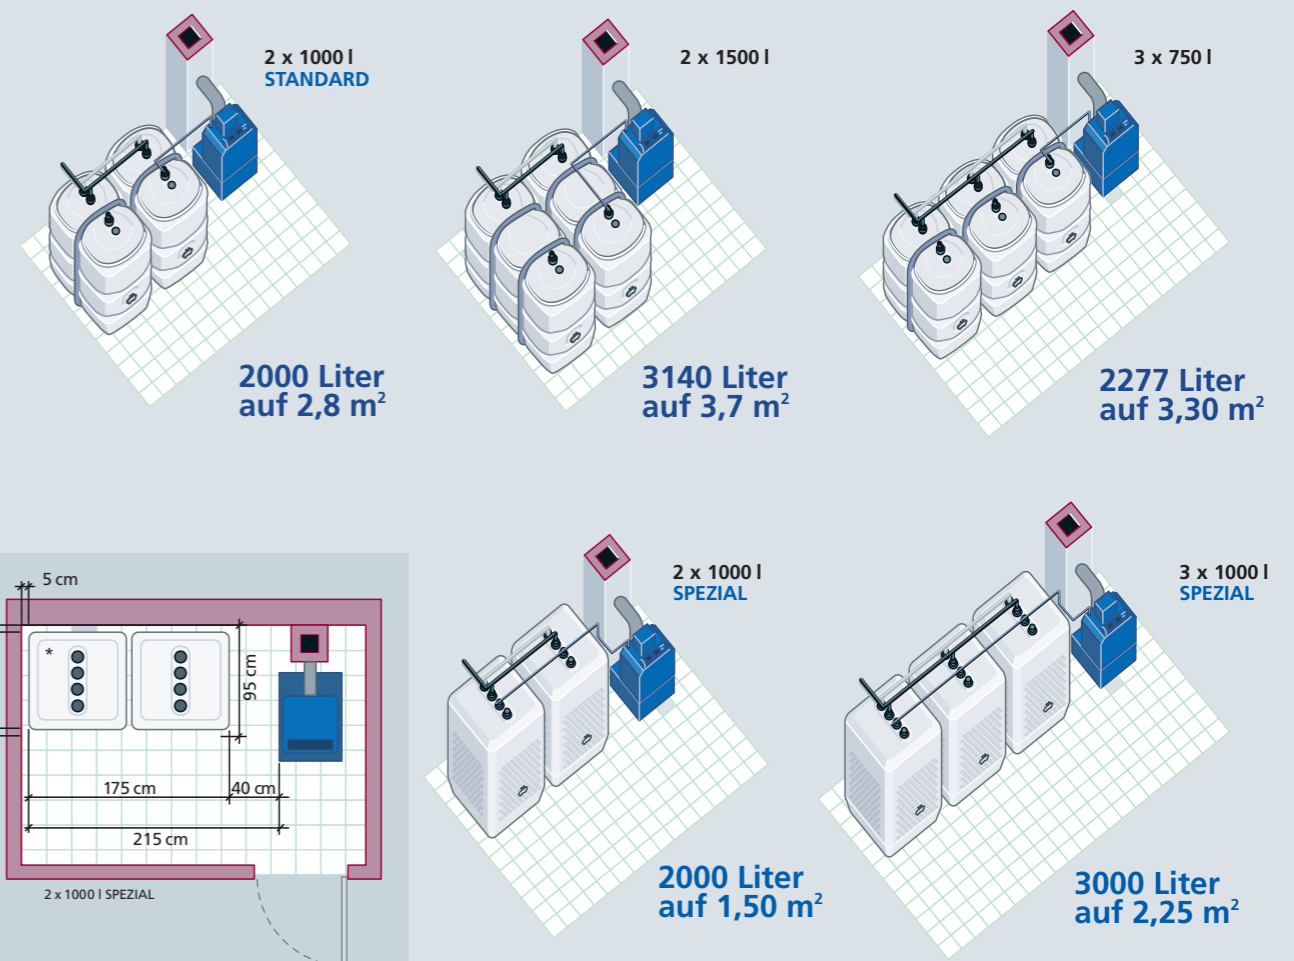 2 x 1000 l
STANDARD
2 x 1500 l
3 x 750 l
2000 Liter
auf 2,8 m²
3140 Liter
auf 3,7 m²
2277 Liter
auf 3,30 m²
5 cm
*
95 cm
175 cm
40 cm
215 cm
2 x 1000 l SPEZIAL
2 x 1000 l
SPEZIAL
3 x 1000 l
SPEZIAL
2000 Liter
auf 1,50 m²
3000 Liter
auf 2,25 m²